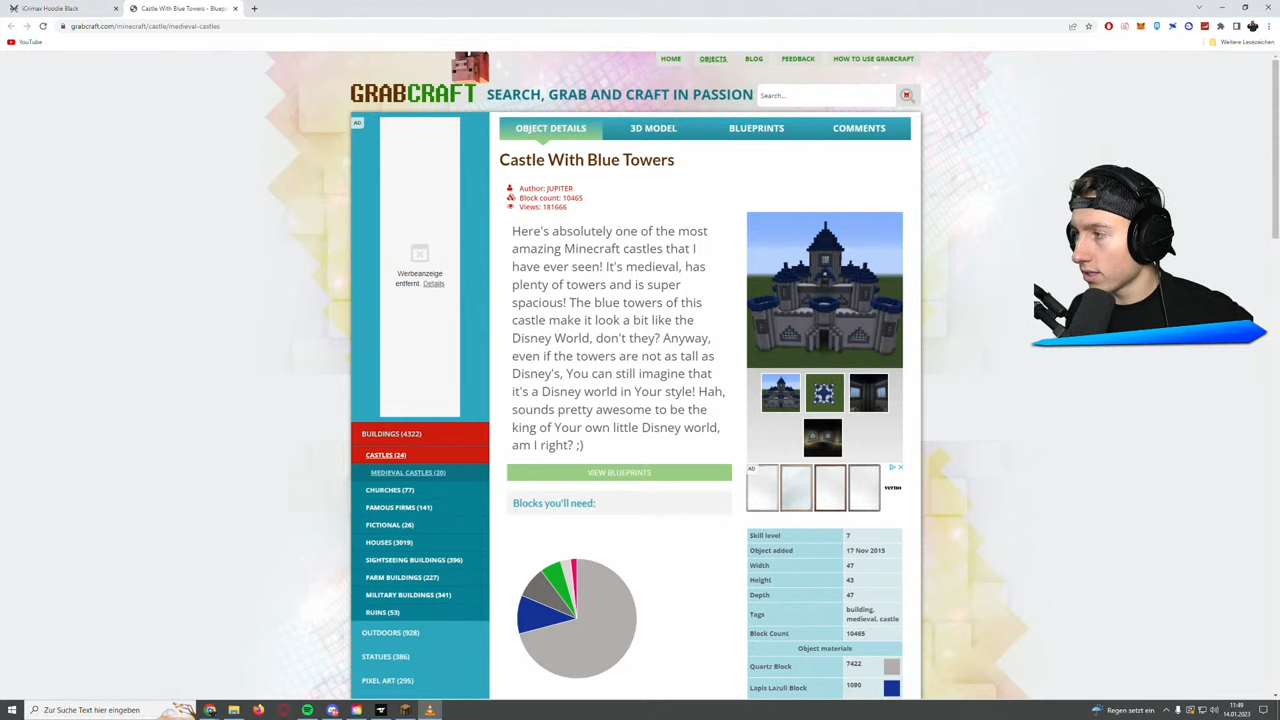 iCrimax Hoodie Black
Castle With Blue Towers - Bluep
grabcraft.com/minecraft/castle/medieval-castles
YouTube
Weitere Lesezeichen
HOME
OBJECTS
BLOG
FEEDBACK
HOW TO USE GRABCRAFT
GRABCRAFT
SEARCH, GRAB AND CRAFT IN PASSION
Search...
AD
OBJECT DETAILS
3D MODEL
BLUEPRINTS
COMMENTS
Castle With Blue Towers
Author: JUPITER
Block count: 10465
Views: 181666
Here's absolutely one of the most
amazing Minecraft castles that I
have ever seen! It's medieval, has
plenty of towers and is super
spacious! The blue towers of this
castle make it look a bit like the
Disney World, don't they? Anyway,
even if the towers are not as tall as
Disney's, You can still imagine that
it's a Disney world in Your style! Hah,
sounds pretty awesome to be the
king of Your own little Disney world,
am I right? ;)
VIEW BLUEPRINTS
Blocks you'll need:
Werbeanzeige
entfernt. Details
BUILDINGS (4322)
CASTLES (24)
MEDIEVAL CASTLES (20)
CHURCHES (77)
FAMOUS FIRMS (141)
FICTIONAL (26)
HOUSES (3019)
SIGHTSEEING BUILDINGS (396)
FARM BUILDINGS (227)
MILITARY BUILDINGS (341)
RUINS (53)
OUTDOORS (928)
STATUES (386)
PIXEL ART (295)
AD
verno
Skill level 7
Object added 17 Nov 2015
Width 47
Height 43
Depth 47
Tags building, medieval, castle
Block Count 10465
Object materials
Quartz Block 7422
Lapis Lazuli Block 1090
Zur Suche Text hier eingeben
Regen setzt ein
11:49
14.01.2023